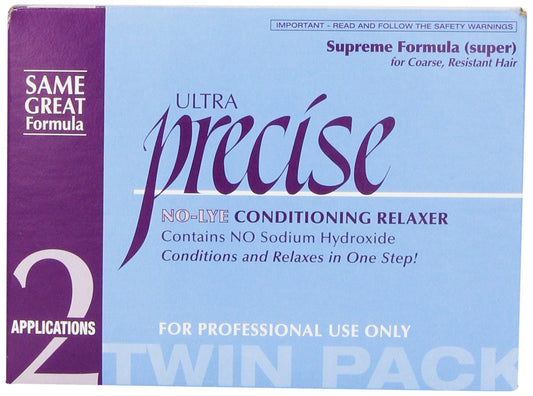 IMPORTANT - READ AND FOLLOW THE SAFETY WARNINGS
Supreme Formula (super)
for Coarse, Resistant Hair
SAME
GREAT
Formula
ULTRA
precise
NO-LYE CONDITIONING RELAXER
Contains NO Sodium Hydroxide
Conditions and Relaxes in One Step!
2
APPLICATIONS
FOR PROFESSIONAL USE ONLY
TWIN PACK